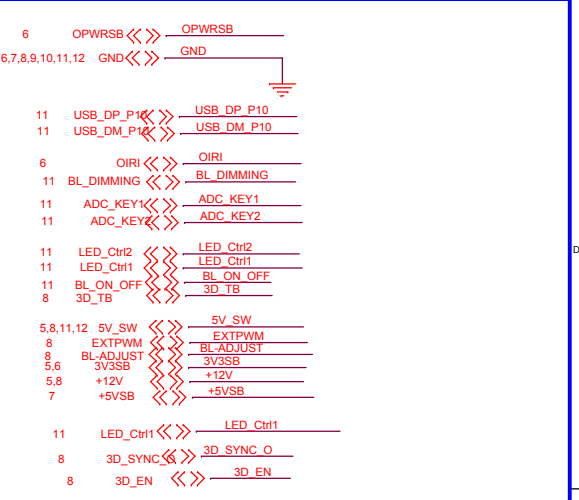 6 OPWRSB OPWRSB
6,7,8,9,10,11,12 GND GND
11 USB_DP_P10 USB_DP_P10
11 USB_DM_P10 USB_DM_P10
6 OIRI OIRI
11 BL_DIMMING BL_DIMMING
11 ADC_KEY1 ADC_KEY1
11 ADC_KEY2 ADC_KEY2
D
11 LED_Ctrl2 LED_Ctrl2
11 LED_Ctrl1 LED_Ctrl1
11 BL_ON_OFF BL_ON_OFF
8 3D_TB 3D_TB
5,8,11,12 5V_SW 5V_SW
8 EXTPWM EXTPWM
8 BL-ADJUST BL-ADJUST
5,6 3V3SB 3V3SB
5,8 +12V +12V
7 +5VSB +5VSB
11 LED_Ctrl1 LED_Ctrl1
8 3D_SYNC_O 3D_SYNC_O
8 3D_EN 3D_EN